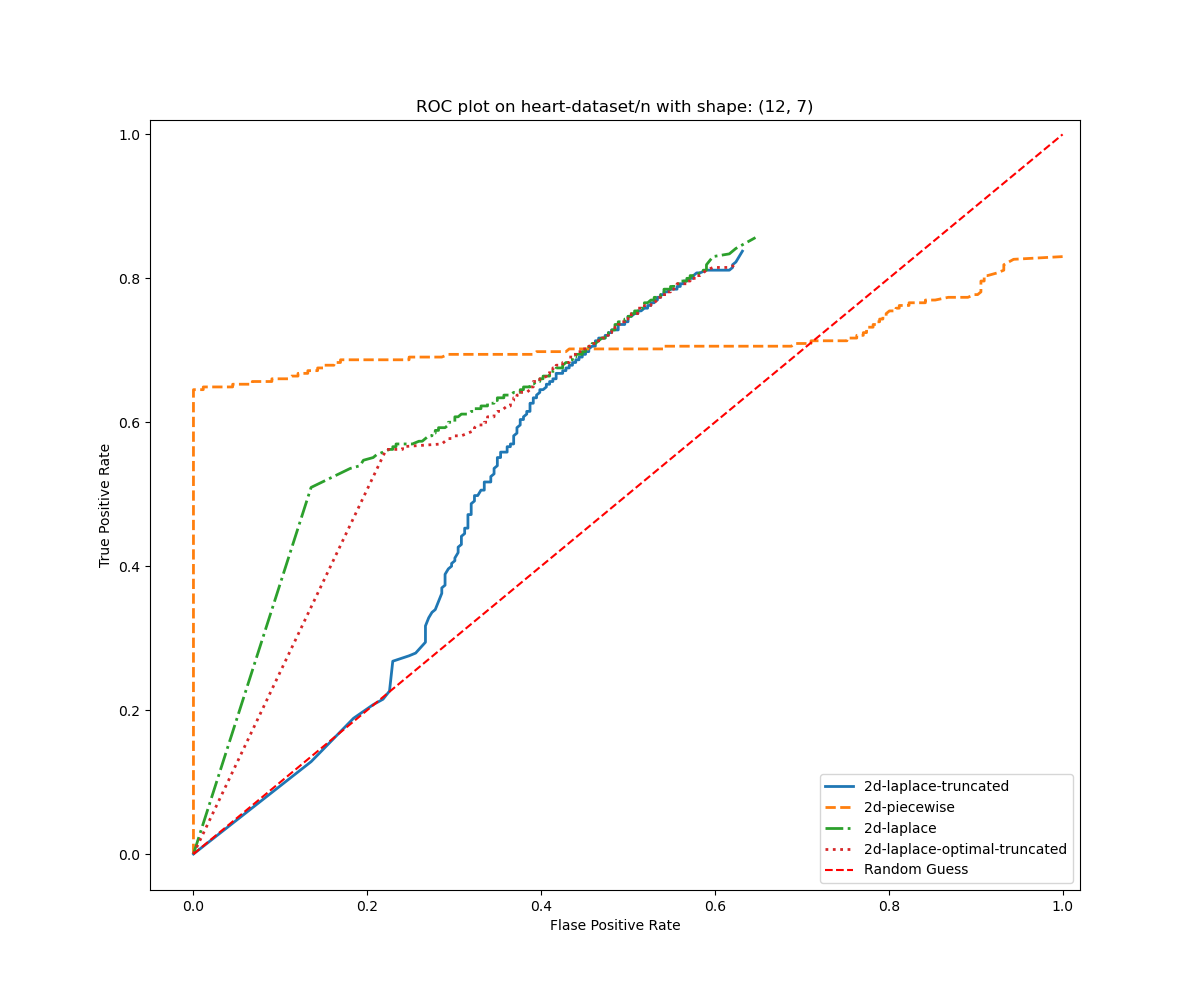 ROC plot on heart-dataset/n with shape: (12, 7)
1.0
0.8
0.6
0.4
0.2
0.0
True Positive Rate
0.0 0.2 0.4 0.6 0.8 1.0
Flase Positive Rate
2d-laplace-truncated
2d-piecewise
2d-laplace
2d-laplace-optimal-truncated
Random Guess